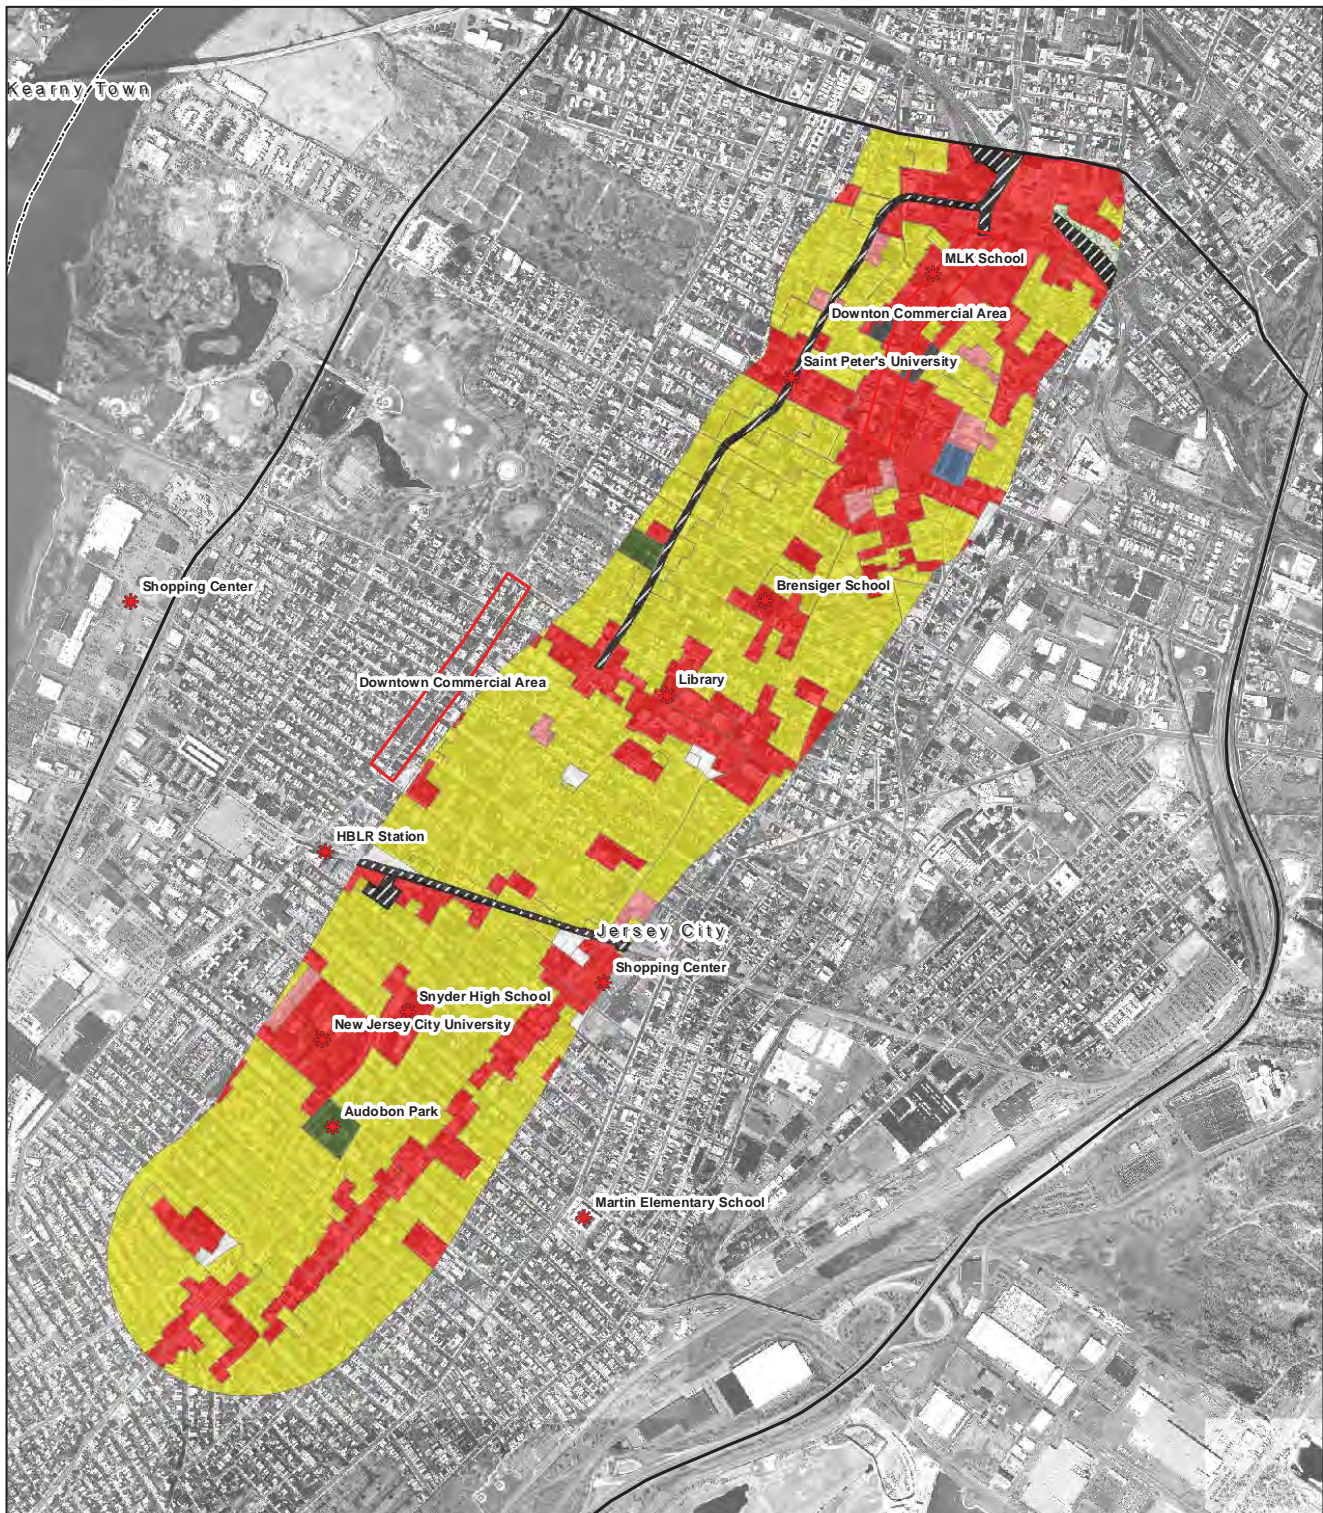 Kearny Town
MLK School
Downton Commercial Area
Saint Peter's University
Shopping Center
Brensiger School
Library
Downtown Commercial Area
HBLR Station
Jersey City
Shopping Center
Snyder High School
New Jersey City University
Audobon Park
Martin Elementary School